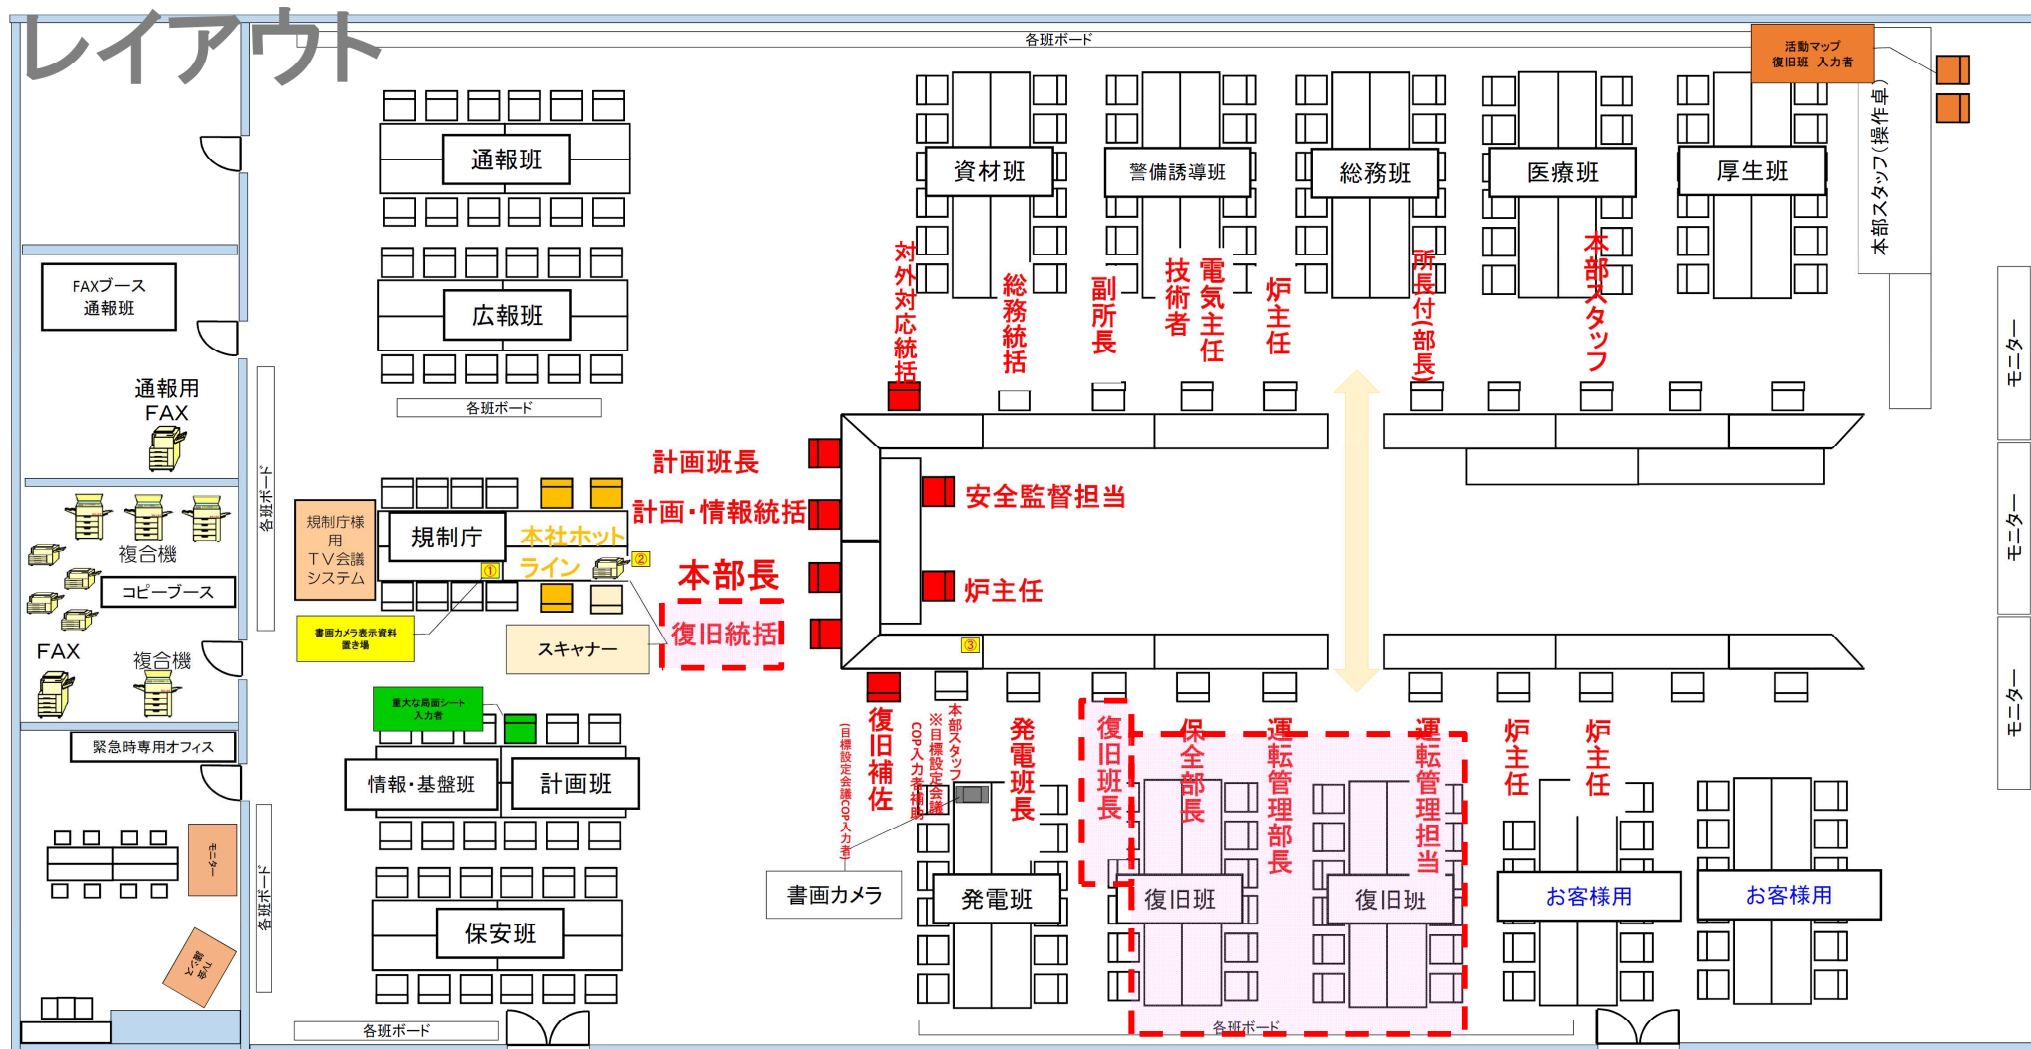 レイアウト
各班ボード
活動マップ
復旧班 入力者
本部スタッフ(操作卓)
通報班
資材班
警備誘導班
総務班
医療班
厚生班
FAXブース
通報班
広報班
対外対応統括
総務統括
副所長
電気主任
技術者
炉主任
所長付(部長)
本部スタッフ
モニター
モニター
モニター
通報用
FAX
各班ボード
各班ボード
計画班長
計画・情報統括
本部長
復旧統括
安全監督担当
炉主任
規制庁様
用
TV会議
システム
規制庁
本社ホット
ライン
①
②
③
複合機
コピーブース
書画カメラ表示資料
置き場
スキャナー
FAX
複合機
重大な局面シート
入力者
緊急時専用オフィス
情報・基盤班
計画班
復旧補佐
(目標設定会議COP入力者)
本部スタッフ
※目標設定会議
COP入力者補助
発電班長
復旧班長
保全部長
運転管理部長
運転管理担当
炉主任
炉主任
モニター
各班ボード
書画カメラ
発電班
復旧班
復旧班
お客様用
お客様用
保安班
TV会
議シス
各班ボード
各班ボード